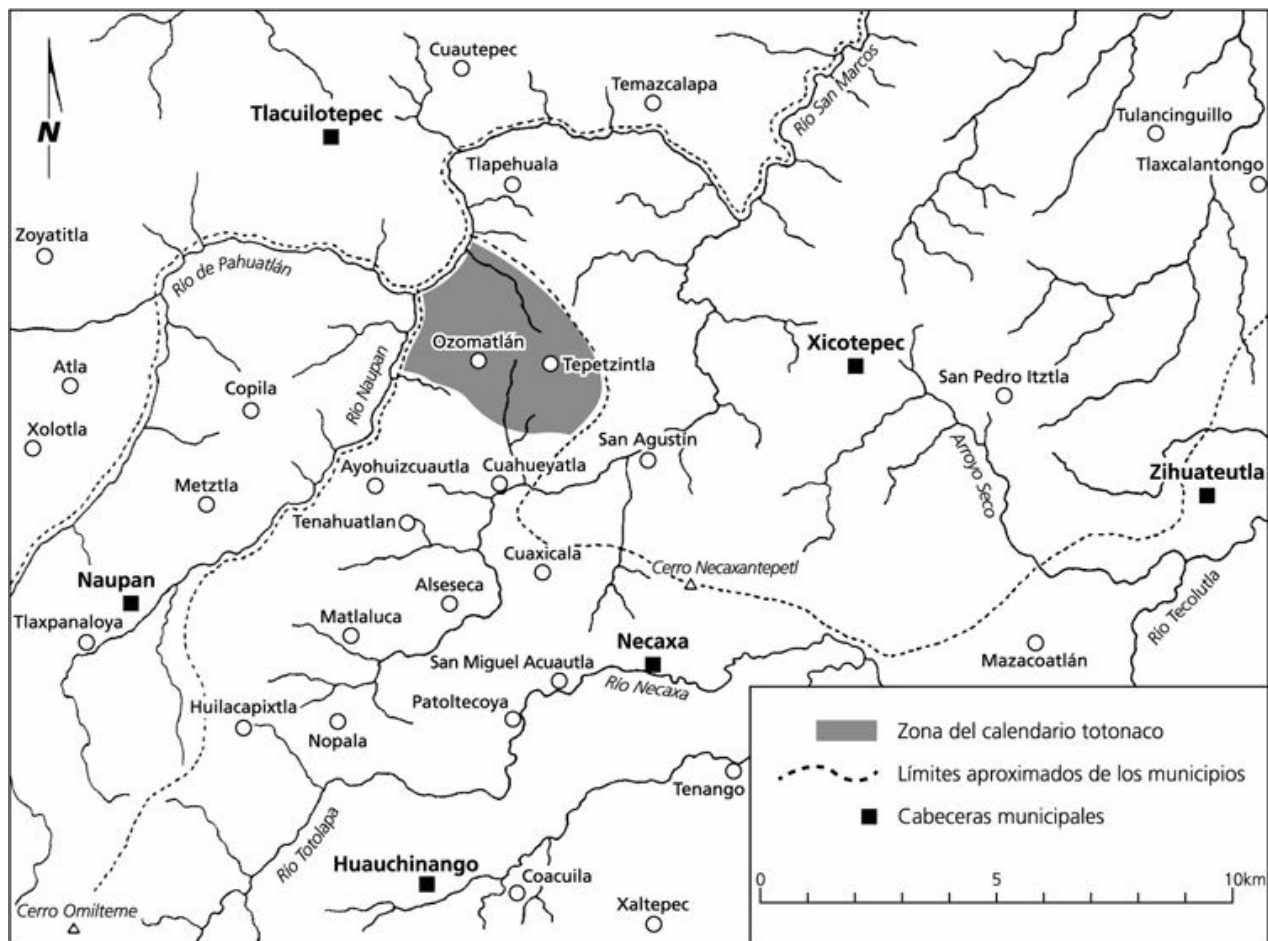 Cuautepec
Temazcalapa
Río San Marcos
Tlacuilotepec
Tulancinguillo
N
Tlapehuala
Tlaxcalantongo
Zoyatitla
Río de Pahuatlán
Ozomatlán
Tepetzintla
Xicotepec
Atla
Copila
Río Naupan
San Pedro Itztla
Xolotla
San Agustín
Arroyo Seco
Ayohuizcuautla
Cuahueyatla
Zihuateutla
Metztla
Tenahuatlan
Cuaxicala
Cerro Necaxantepetl
Naupan
Alseseca
Río Tecolutla
Tlaxpanaloya
Matlaluca
Necaxa
Mazacoatlán
San Miguel Acuautla
Río Necaxa
Huilacapixtla
Patoltecoya
Nopala
Tenango
Río Totolapa
Huauchinango
Coacuila
Cerro Omilteme
Xaltepec
Zona del calendario totonaco
Límites aproximados de los municipios
Cabeceras municipales
0 5 10km